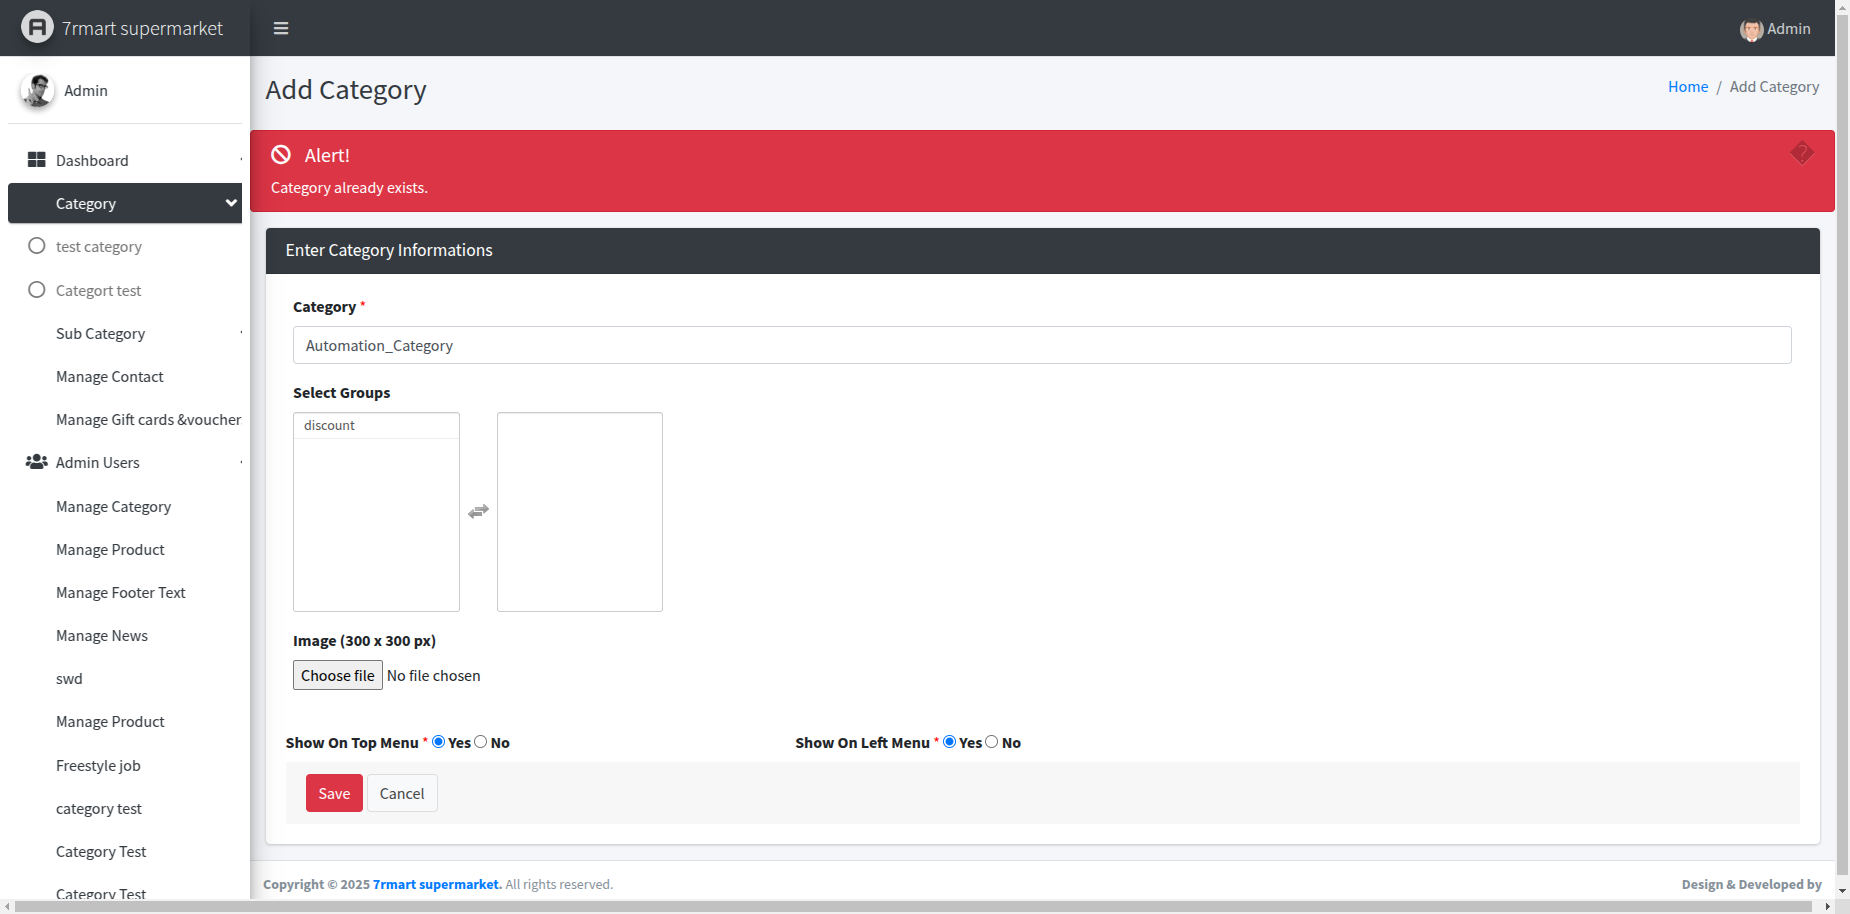 7rmart supermarket
Admin
Admin
Add Category
Home / Add Category
Alert!
Category already exists.
Dashboard
Category
test category
Categort test
Sub Category
Manage Contact
Manage Gift cards &voucher
Admin Users
Manage Category
Manage Product
Manage Footer Text
Manage News
swd
Manage Product
Freestyle job
category test
Category Test
Category Test
Enter Category Informations
Category *
Automation_Category
Select Groups
discount
Image (300 x 300 px)
Choose file No file chosen
Show On Top Menu * Yes No
Show On Left Menu * Yes No
Save
Cancel
Copyright © 2025 7rmart supermarket. All rights reserved.
Design & Developed by